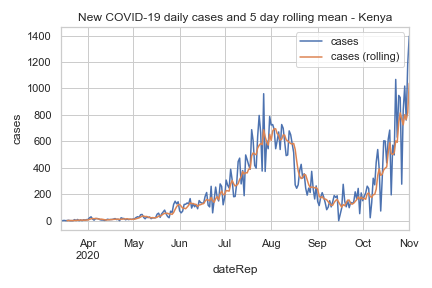 New COVID-19 daily cases and 5 day rolling mean - Kenya
cases
cases (rolling)
1400
1200
1000
800
600
400
200
0
cases
Apr
2020
May
Jun
Jul
Aug
Sep
Oct
Nov
dateRep